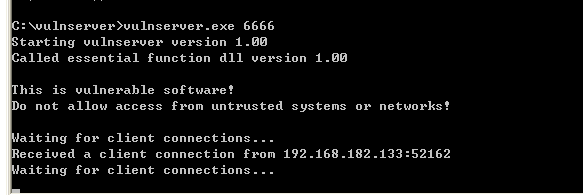 C:\vulnserver>vulnserver.exe 6666
Starting vulnserver version 1.00
Called essential function dll version 1.00
This is vulnerable software!
Do not allow access from untrusted systems or networks!
Waiting for client connections...
Received a client connection from 192.168.182.133:52162
Waiting for client connections...